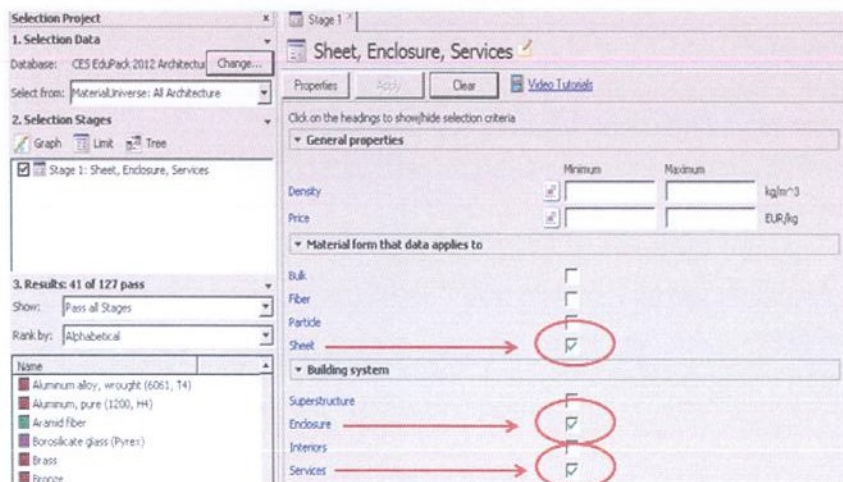 Selection Project x
1. Selection Data
Database: CES EduPack 2012 Architectu Change...
Select from: MaterialUniverse: All Architecture
2. Selection Stages
Graph Limit Tree
Stage 1: Sheet, Enclosure, Services
3. Results: 41 of 127 pass
Show: Pass all Stages
Rank by: Alphabetical
Name
Aluminum alloy, wrought (6061, T4)
Aluminum, pure (1200, H4)
Aramid fiber
Borosilicate glass (Pyrex)
Brass
Bronze
Stage 1
Sheet, Enclosure, Services
Properties Apply Clear Video Tutorials
Click on the headings to show/hide selection criteria
General properties
Minimum Maximum
Density kg/m^3
Price EUR/kg
Material form that data applies to
Bulk
Fiber
Particle
Sheet
Building system
Superstructure
Enclosure
Interiors
Services